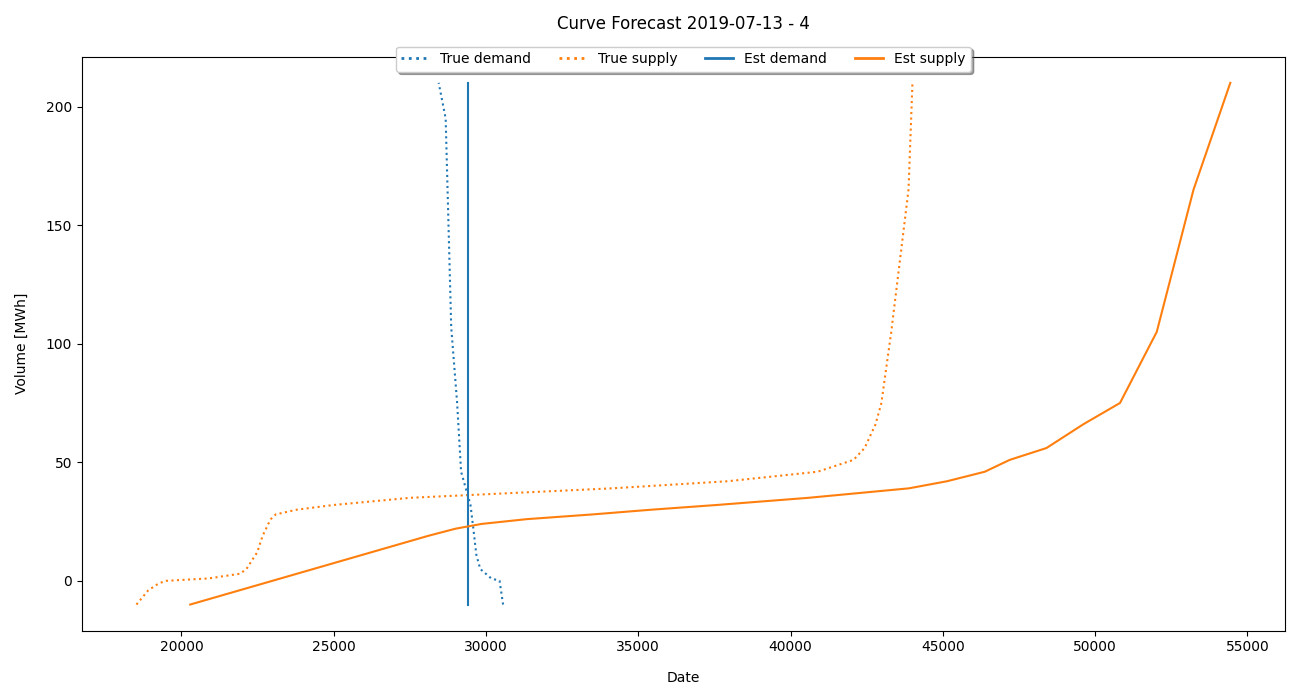 Curve Forecast 2019-07-13 - 4
True demand True supply Est demand Est supply
200
150
100
50
0
Volume [MWh]
20000 25000 30000 35000 40000 45000 50000 55000
Date